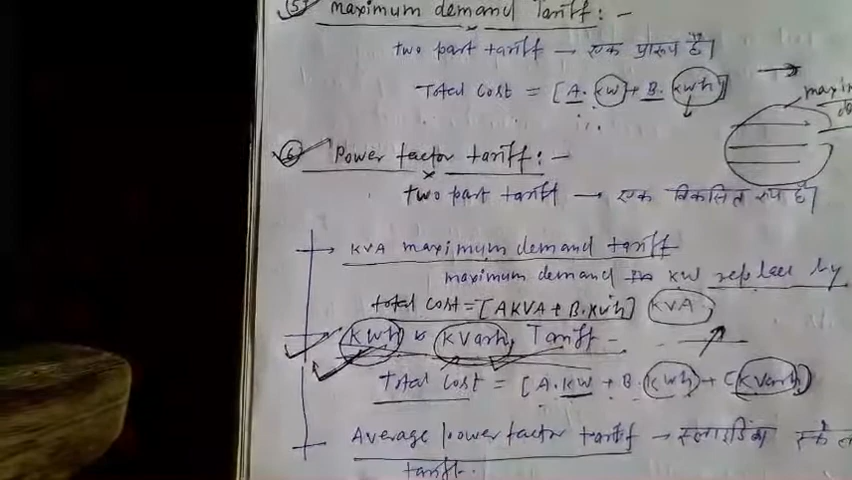 (5) maximum demand Tariff : -
two part tariff → एक प्रारूप है।
Total cost = [A. kW + B. kwh] →
maxim
(6) Power factor tariff : -
two part tariff → एक विकसित रूप है।
→ KVA maximum demand tariff
maximum demand in kW replace by
total cost = [A KVA + B. kwh] KVA
kwh & kVarh Tariff -
Total cost = [A. kW + B. kwh + C kvarh]
Average power factor tariff → स्लाइडिंग स्केल
tariff.